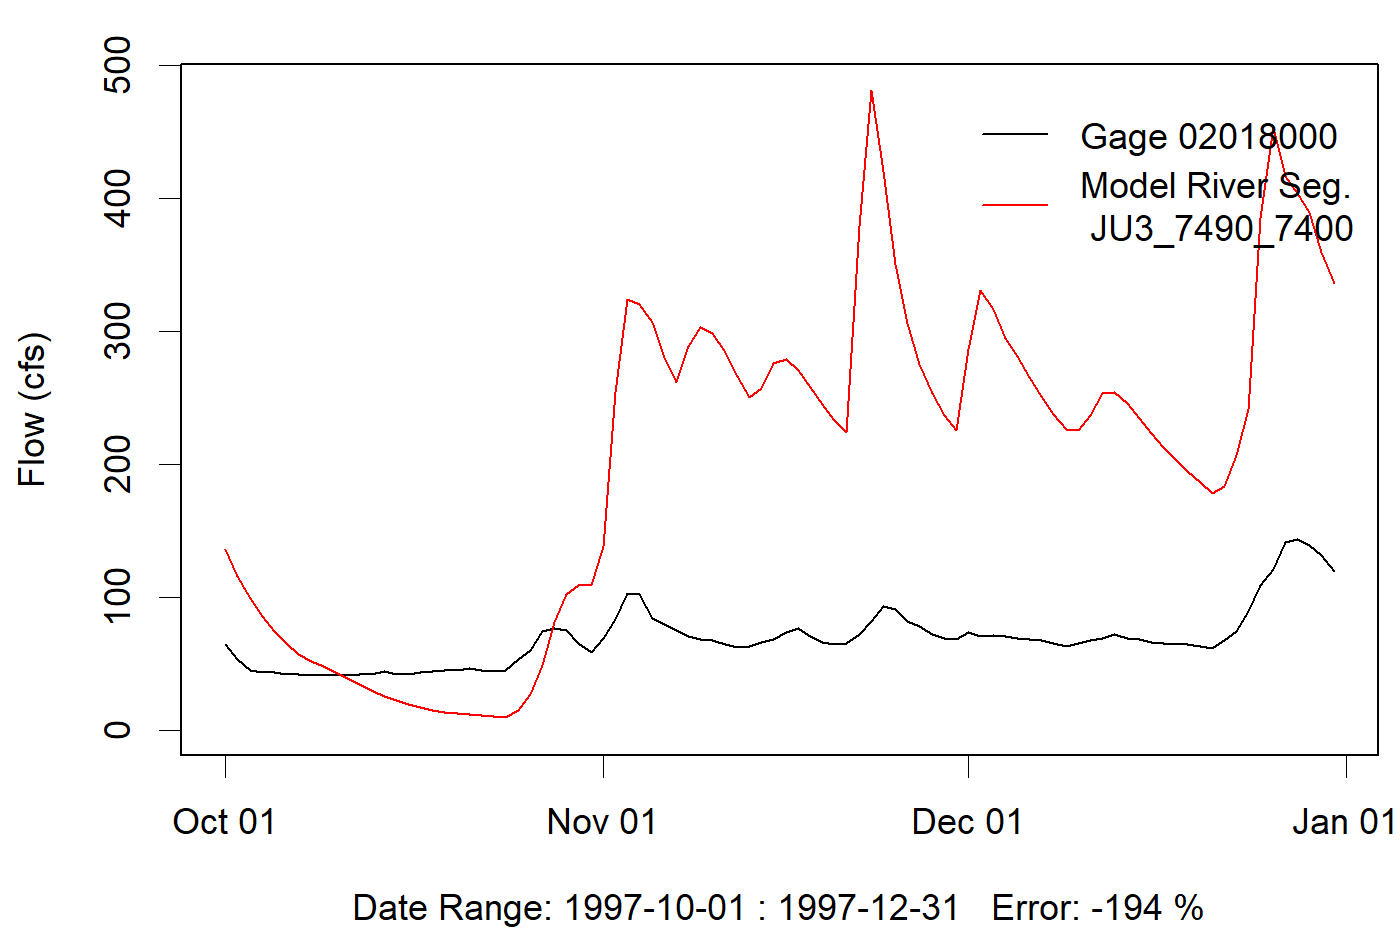 500
400
300
200
100
0
Flow (cfs)
Gage 02018000
Model River Seg.
JU3_7490_7400
Oct 01 Nov 01 Dec 01 Jan 01
Date Range: 1997-10-01 : 1997-12-31 Error: -194 %